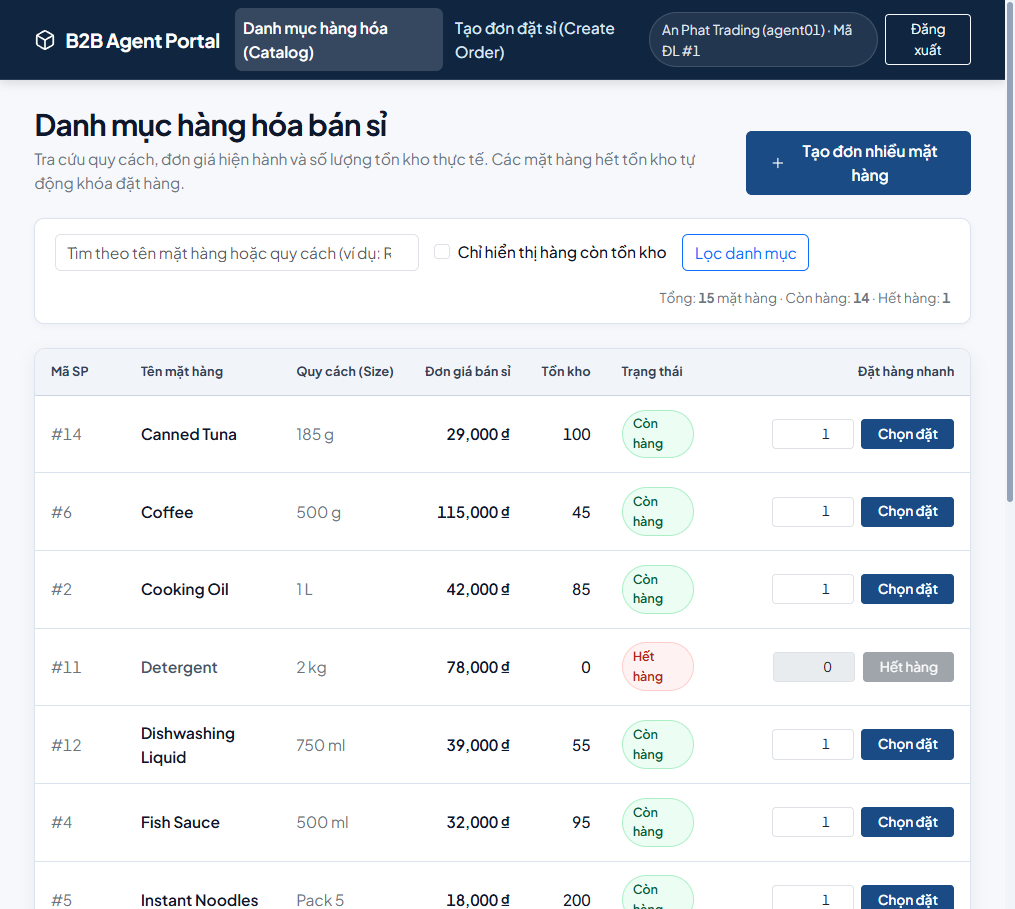 B2B Agent Portal
Danh mục hàng hóa
(Catalog)
Tạo đơn đặt sỉ (Create
Order)
An Phat Trading (agent01) · Mã
ĐL #1
Đăng
xuất
Danh mục hàng hóa bán sỉ
Tra cứu quy cách, đơn giá hiện hành và số lượng tồn kho thực tế. Các mặt hàng hết tồn kho tự
động khóa đặt hàng.
+ Tạo đơn nhiều mặt
hàng
Tìm theo tên mặt hàng hoặc quy cách (ví dụ: R
Chỉ hiển thị hàng còn tồn kho
Lọc danh mục
Tổng: 15 mặt hàng · Còn hàng: 14 · Hết hàng: 1
Mã SP Tên mặt hàng Quy cách (Size) Đơn giá bán sỉ Tồn kho Trạng thái Đặt hàng nhanh
#14 Canned Tuna 185 g 29,000 ₫ 100 Còn hàng 1 Chọn đặt
#6 Coffee 500 g 115,000 ₫ 45 Còn hàng 1 Chọn đặt
#2 Cooking Oil 1 L 42,000 ₫ 85 Còn hàng 1 Chọn đặt
#11 Detergent 2 kg 78,000 ₫ 0 Hết hàng 0 Hết hàng
#12 Dishwashing Liquid 750 ml 39,000 ₫ 55 Còn hàng 1 Chọn đặt
#4 Fish Sauce 500 ml 32,000 ₫ 95 Còn hàng 1 Chọn đặt
#5 Instant Noodles Pack 5 18,000 ₫ 200 Còn hàng 1 Chọn đặt